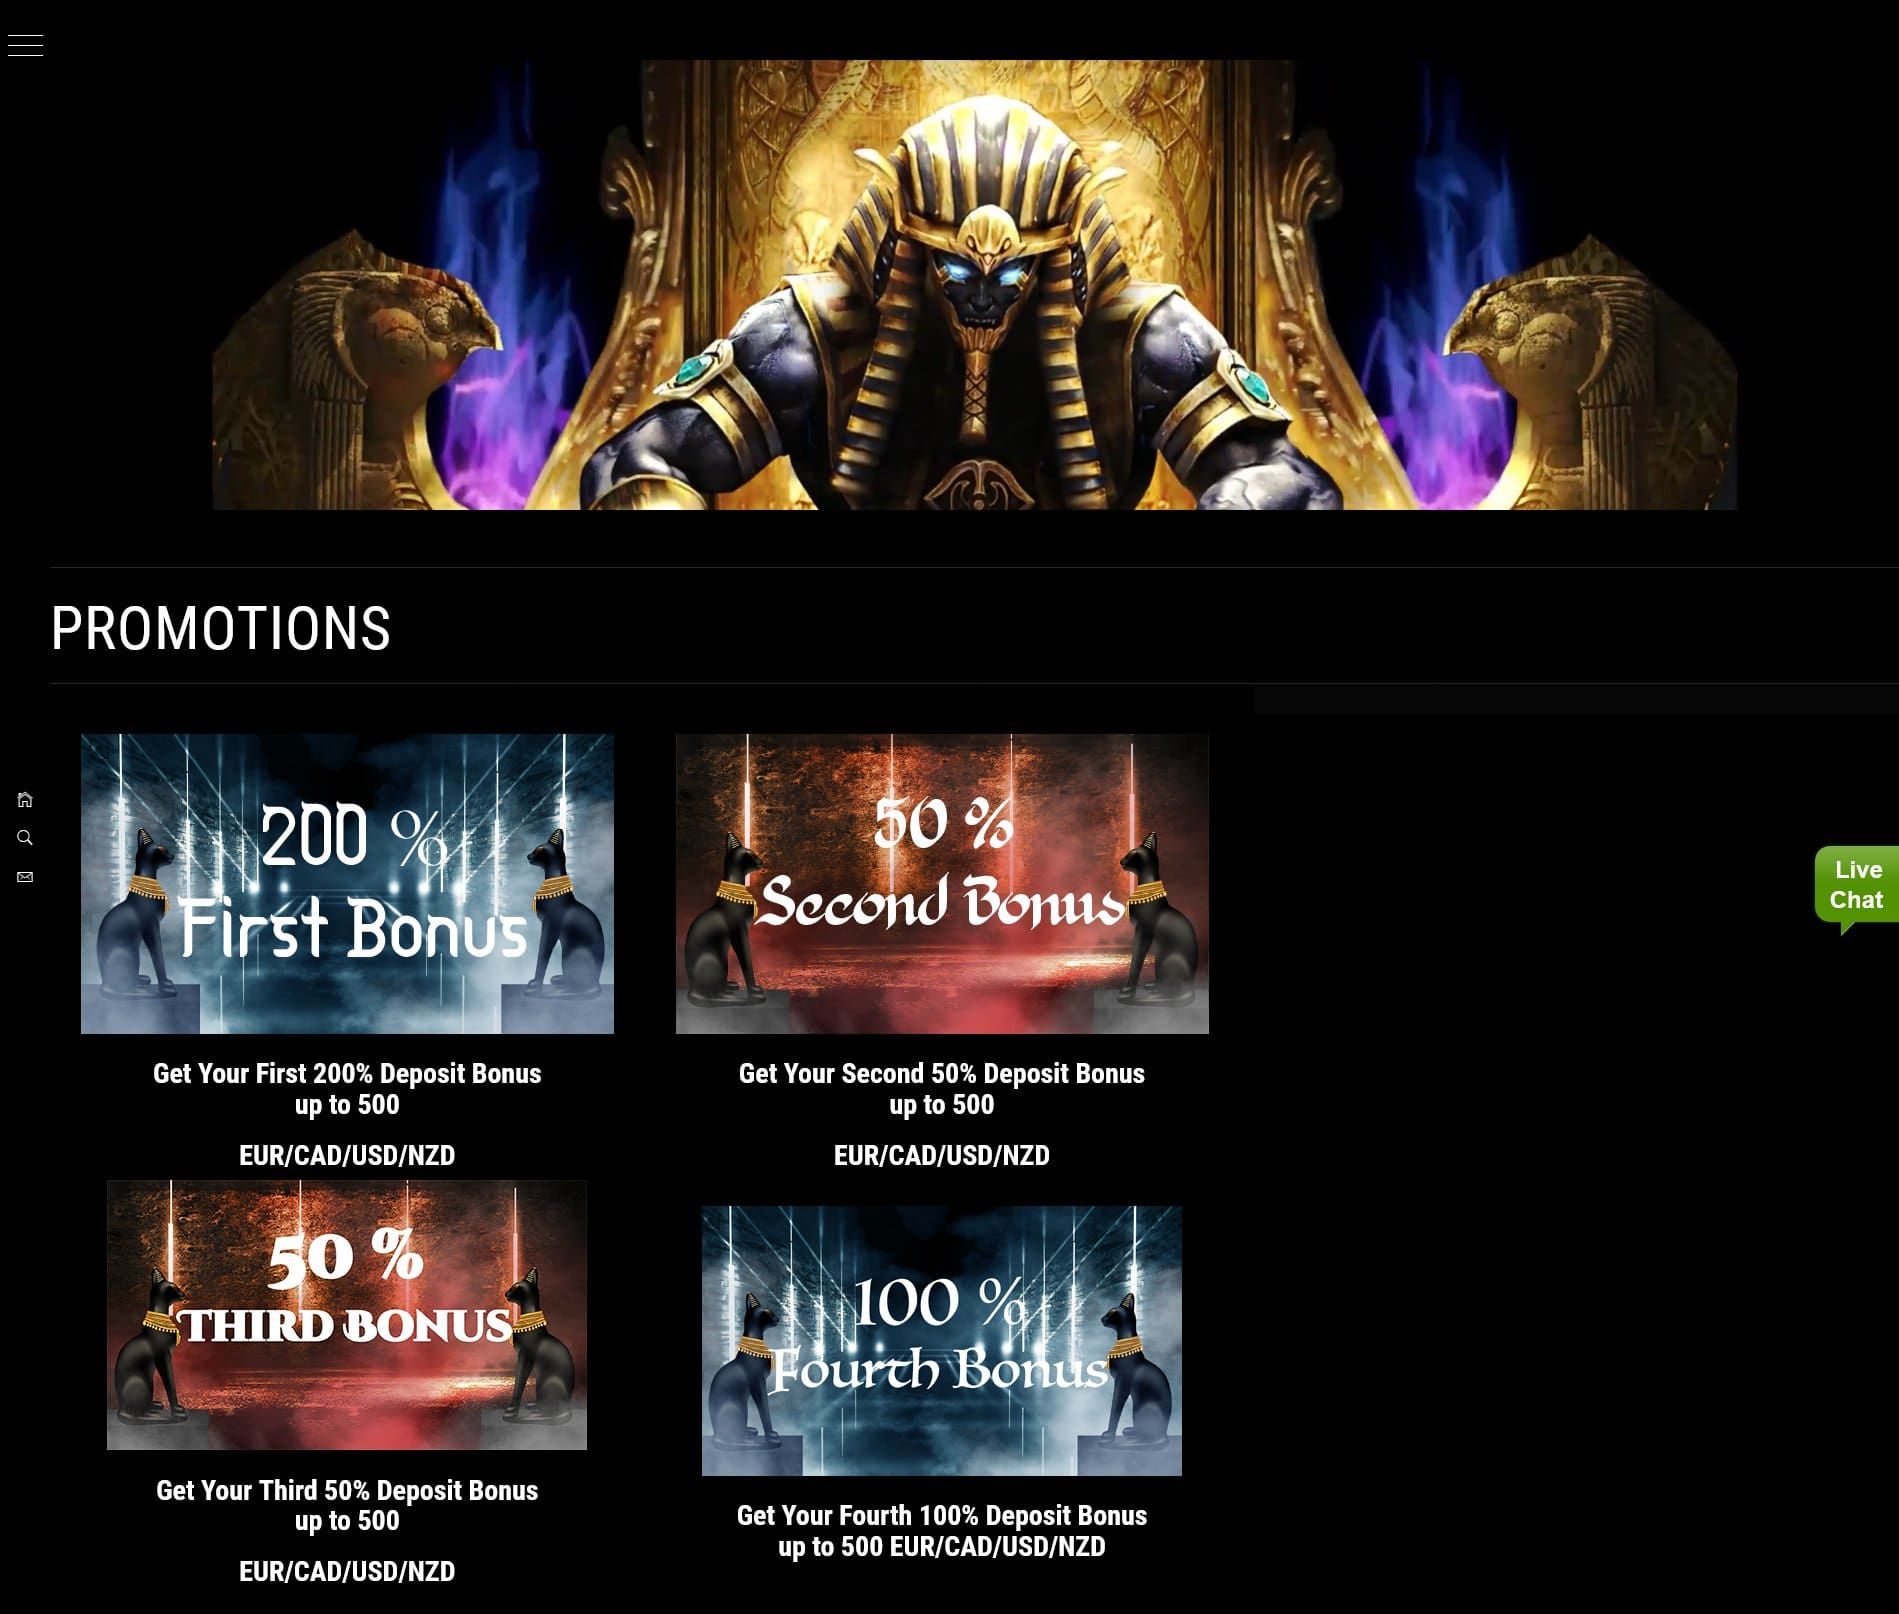 PROMOTIONS
200 %
First Bonus
50 %
Second Bonus
Live
Chat
Get Your First 200% Deposit Bonus
up to 500
EUR/CAD/USD/NZD
Get Your Second 50% Deposit Bonus
up to 500
EUR/CAD/USD/NZD
50 %
THIRD BONUS
100 %
Fourth Bonus
Get Your Third 50% Deposit Bonus
up to 500
EUR/CAD/USD/NZD
Get Your Fourth 100% Deposit Bonus
up to 500 EUR/CAD/USD/NZD